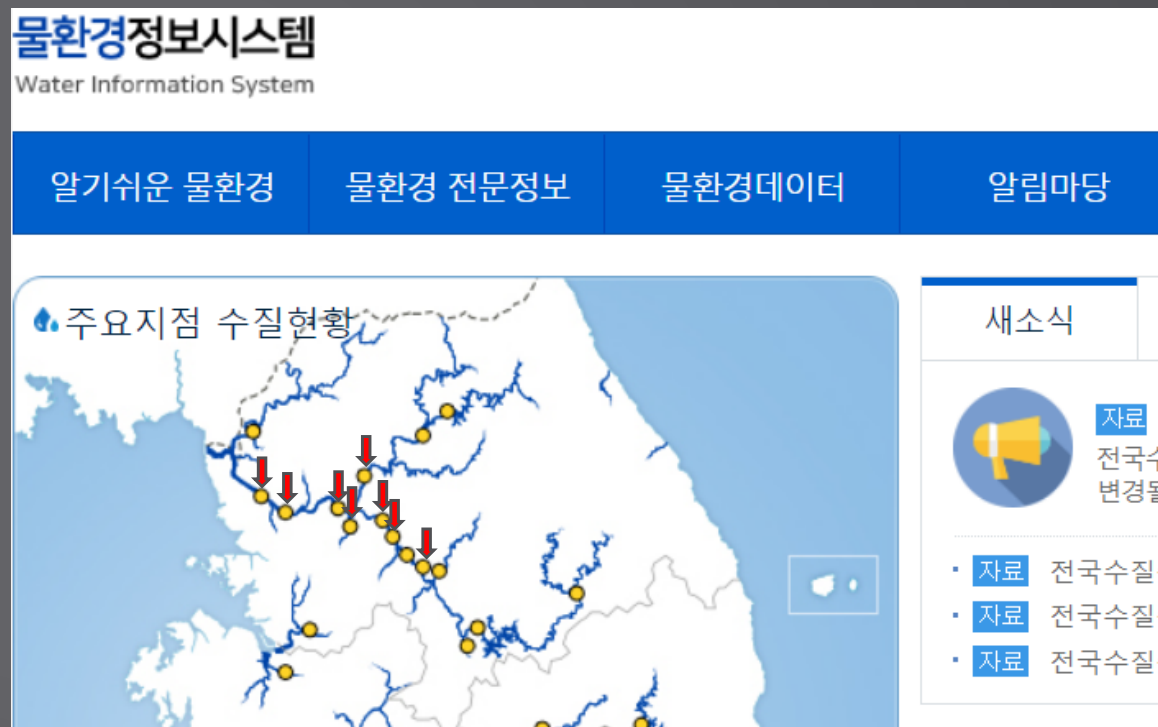 물환경정보시스템
Water Information System
알기쉬운 물환경
물환경 전문정보
물환경데이터
알림마당
주요지점 수질현황
새소식
자료
전국수
변경될
자료 전국수질
자료 전국수질
자료 전국수질